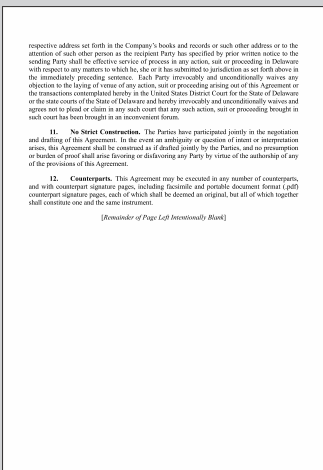 respective address set forth in the Company's books and records or such other address or to the
attention of such other person as the recipient Party has specified by prior written notice to the
sending Party shall be effective service of process in any action, suit or proceeding in Delaware
with respect to any matters to which he, she or it has submitted to jurisdiction as set forth above in
the immediately preceding sentence. Each Party irrevocably and unconditionally waives any
objection to the laying of venue of any action, suit or proceeding arising out of this Agreement or
the transactions contemplated hereby in the United States District Court for the State of Delaware
or the state courts of the State of Delaware and hereby irrevocably and unconditionally waives and
agrees not to plead or claim in any such court that any such action, suit or proceeding brought in
such court has been brought in an inconvenient forum.
11. No Strict Construction. The Parties have participated jointly in the negotiation
and drafting of this Agreement. In the event an ambiguity or question of intent or interpretation
arises, this Agreement shall be construed as if drafted jointly by the Parties, and no presumption
or burden of proof shall arise favoring or disfavoring any Party by virtue of the authorship of any
of the provisions of this Agreement.
12. Counterparts. This Agreement may be executed in any number of counterparts,
and with counterpart signature pages, including facsimile and portable document format (.pdf)
counterpart signature pages, each of which shall be deemed an original, but all of which together
shall constitute one and the same instrument.
[Remainder of Page Left Intentionally Blank]